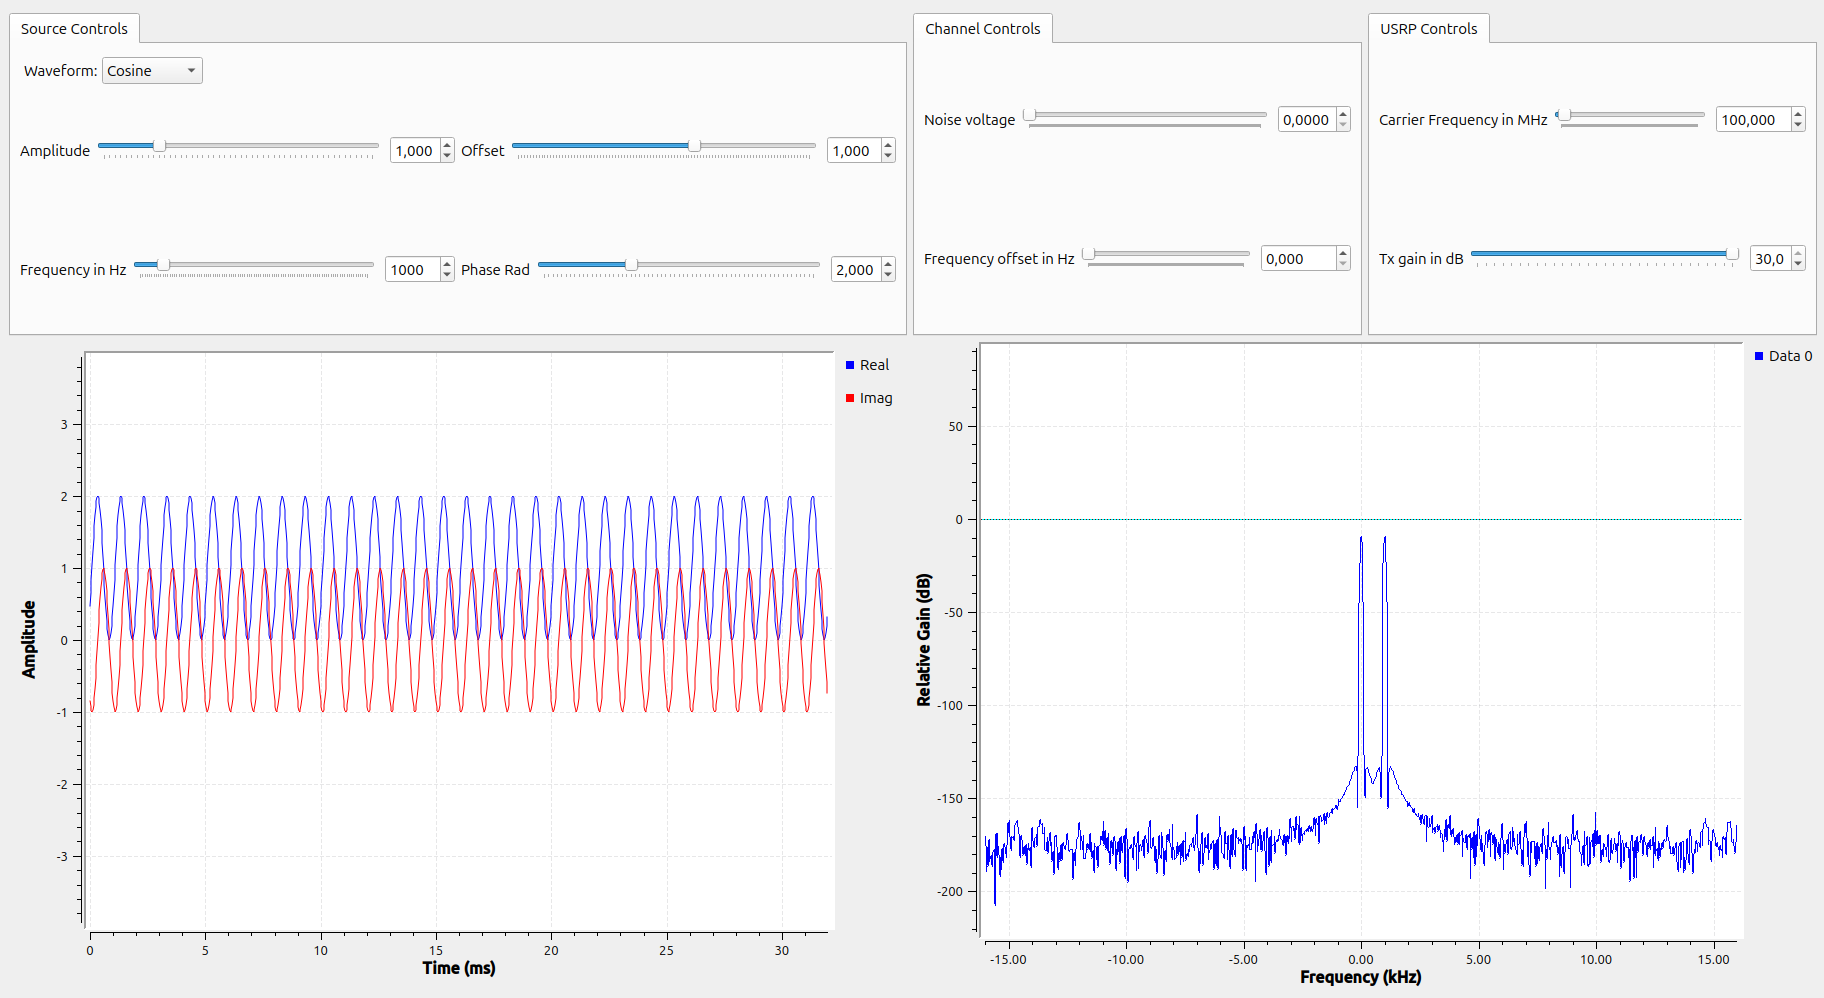 Source Controls
Waveform: Cosine
Amplitude 1,000 Offset 1,000
Frequency in Hz 1000 Phase Rad 2,000
Channel Controls
Noise voltage 0,0000
Frequency offset in Hz 0,000
USRP Controls
Carrier Frequency in MHz 100,000
Tx gain in dB 30,0
Amplitude
3
2
1
0
-1
-2
-3
0 5 10 15 20 25 30
Time (ms)
Real
Imag
Relative Gain (dB)
50
0
-50
-100
-150
-200
-15.00 -10.00 -5.00 0.00 5.00 10.00 15.00
Frequency (kHz)
Data 0